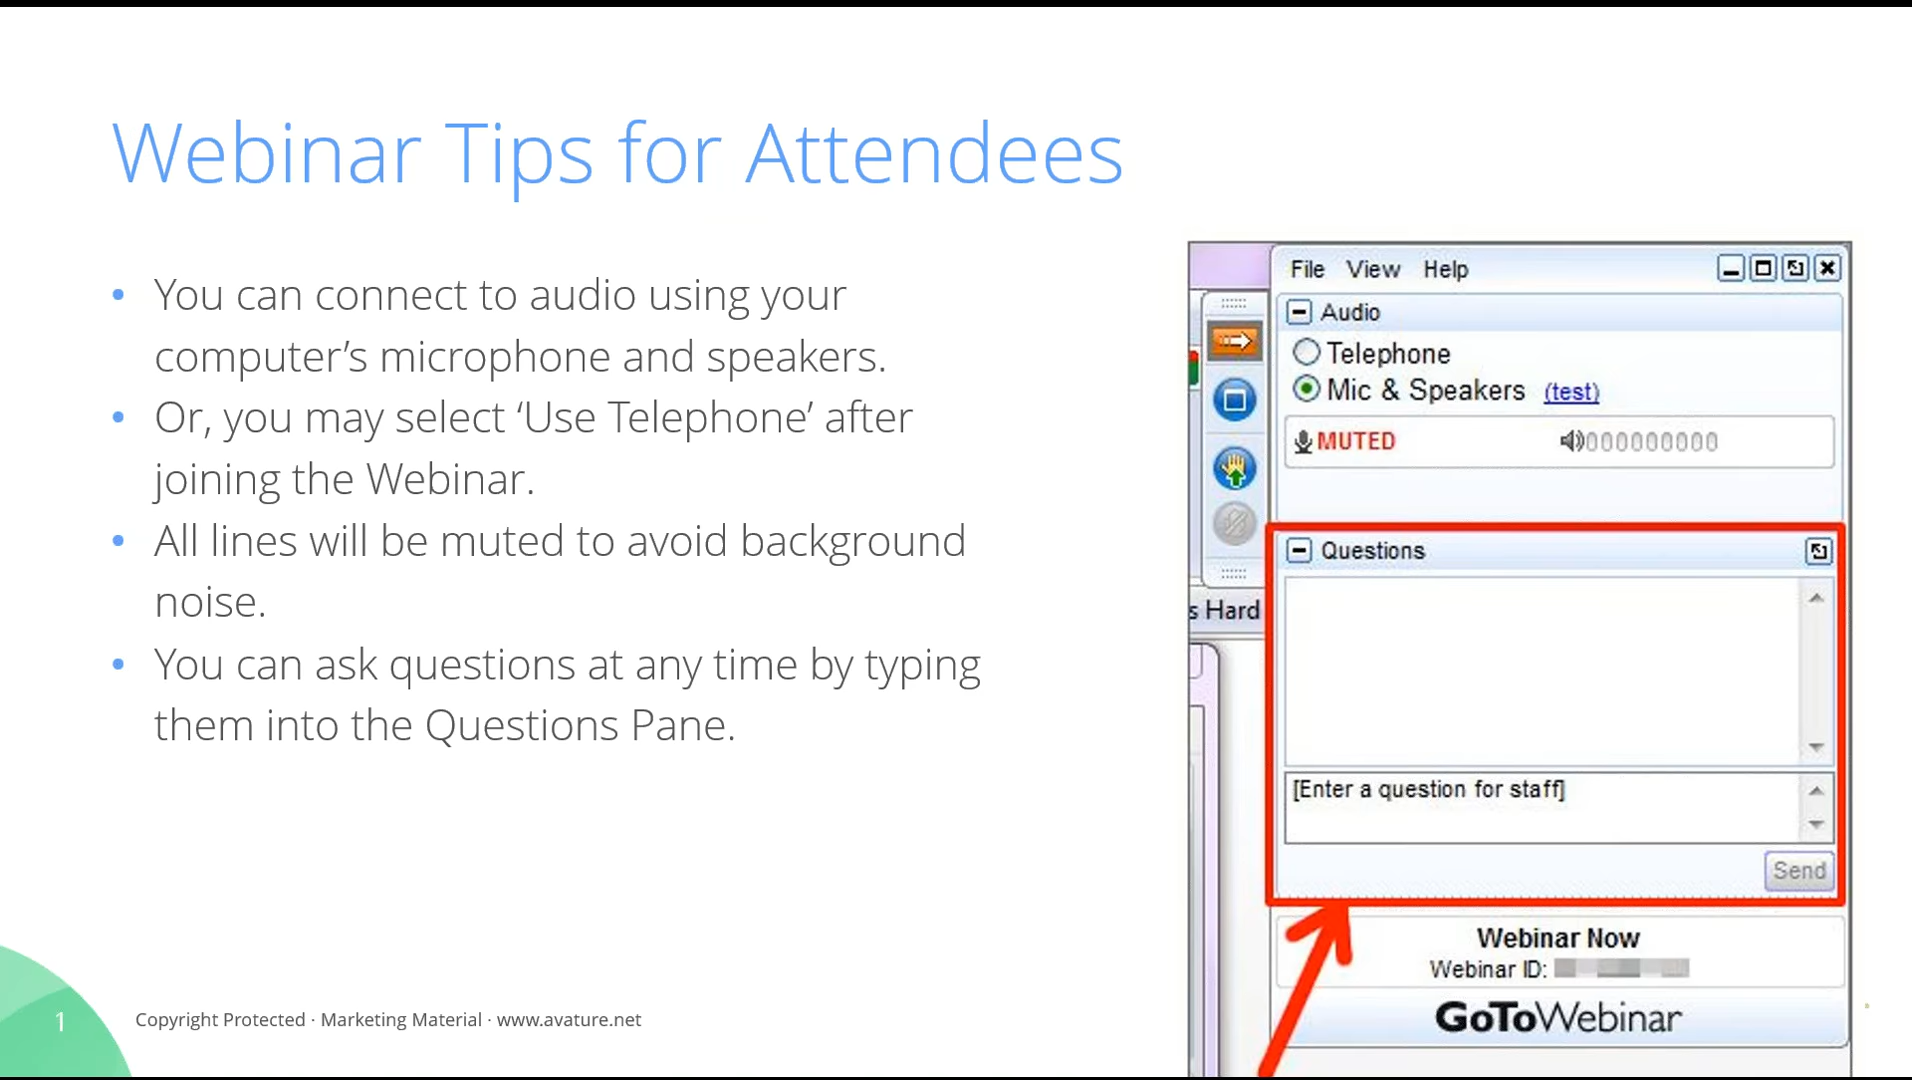 Webinar Tips for Attendees
• You can connect to audio using your
computer’s microphone and speakers.
• Or, you may select ‘Use Telephone’ after
joining the Webinar.
• All lines will be muted to avoid background
noise.
• You can ask questions at any time by typing
them into the Questions Pane.
File View Help
Audio
Telephone
Mic & Speakers (test)
MUTED
Questions
s Hard
[Enter a question for staff]
Send
Webinar Now
Webinar ID:
GoToWebinar
1
Copyright Protected · Marketing Material · www.avature.net